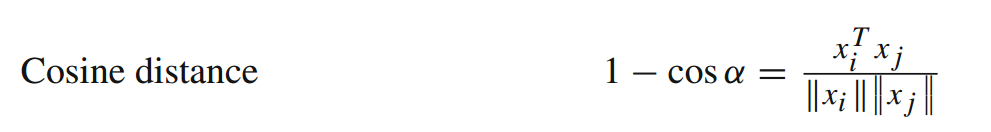 Cosine distance 1 − cos α = x_i^T x_j / ‖x_i‖‖x_j‖